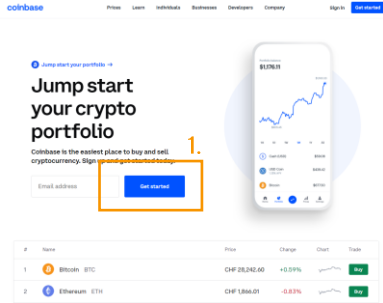 coinbase
Prices Learn Individuals Businesses Developers Company Sign in Get started
Jump start your portfolio →
Jump start
your crypto
portfolio
Coinbase is the easiest place to buy and sell
cryptocurrency. Sign up and get started today.
1.
Email address Get started
$1,176.11
# Name Price Change Chart Trade
1 Bitcoin BTC CHF 28,242.60 +0.59% Buy
2 Ethereum ETH CHF 1,866.01 -0.83% Buy